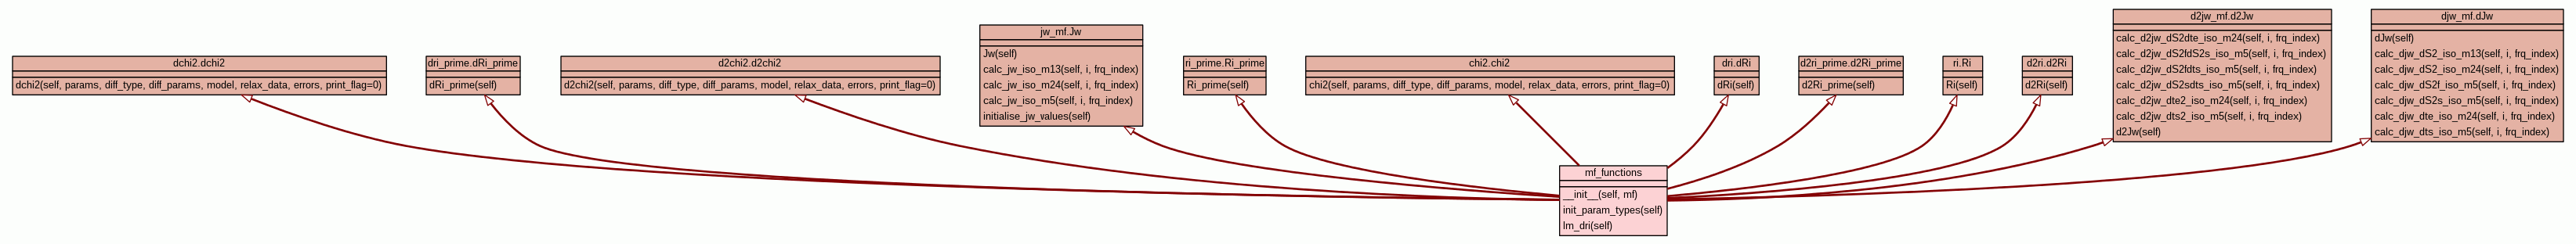 dchi2.dchi2
dchi2(self, params, diff_type, diff_params, model, relax_data, errors, print_flag=0)
dri_prime.dRi_prime
dRi_prime(self)
d2chi2.d2chi2
d2chi2(self, params, diff_type, diff_params, model, relax_data, errors, print_flag=0)
jw_mf.Jw
Jw(self)
calc_jw_iso_m13(self, i, frq_index)
calc_jw_iso_m24(self, i, frq_index)
calc_jw_iso_m5(self, i, frq_index)
initialise_jw_values(self)
ri_prime.Ri_prime
Ri_prime(self)
chi2.chi2
chi2(self, params, diff_type, diff_params, model, relax_data, errors, print_flag=0)
dri.dRi
dRi(self)
d2ri_prime.d2Ri_prime
d2Ri_prime(self)
ri.Ri
Ri(self)
d2ri.d2Ri
d2Ri(self)
d2jw_mf.d2Jw
calc_d2jw_dS2dte_iso_m24(self, i, frq_index)
calc_d2jw_dS2fdS2s_iso_m5(self, i, frq_index)
calc_d2jw_dS2fdts_iso_m5(self, i, frq_index)
calc_d2jw_dS2sdts_iso_m5(self, i, frq_index)
calc_d2jw_dte2_iso_m24(self, i, frq_index)
calc_d2jw_dts2_iso_m5(self, i, frq_index)
d2Jw(self)
djw_mf.dJw
dJw(self)
calc_djw_dS2_iso_m13(self, i, frq_index)
calc_djw_dS2_iso_m24(self, i, frq_index)
calc_djw_dS2f_iso_m5(self, i, frq_index)
calc_djw_dS2s_iso_m5(self, i, frq_index)
calc_djw_dte_iso_m24(self, i, frq_index)
calc_djw_dts_iso_m5(self, i, frq_index)
mf_functions
__init__(self, mf)
init_param_types(self)
lm_dri(self)